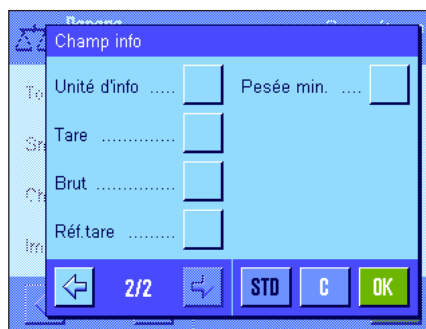 Champ info
Unité d'info ..... Pesée min. ....
Tare ..............
Brut ..............
Réf.tare .........
2/2 STD C OK